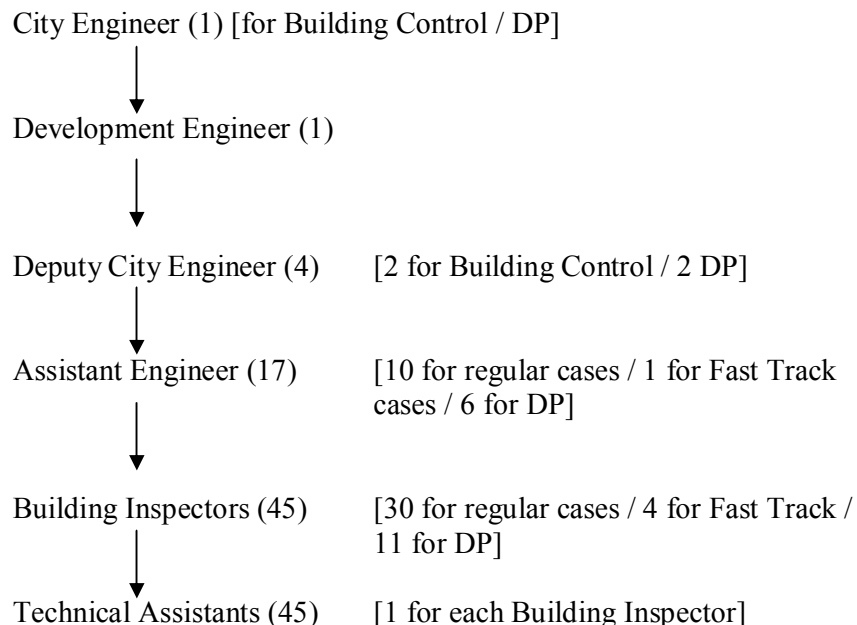 City Engineer (1) [for Building Control / DP]
Development Engineer (1)
Deputy City Engineer (4) [2 for Building Control / 2 DP]
Assistant Engineer (17) [10 for regular cases / 1 for Fast Track
cases / 6 for DP]
Building Inspectors (45) [30 for regular cases / 4 for Fast Track /
11 for DP]
Technical Assistants (45) [1 for each Building Inspector]